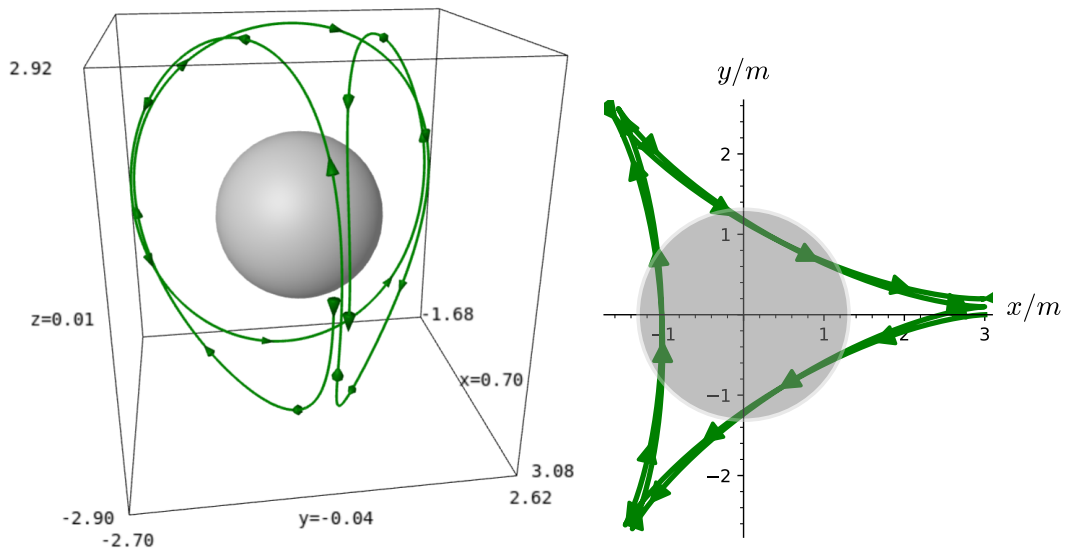 2.92
z=0.01
-2.90
-2.70
y=-0.04
2.62
3.08
x=0.70
-1.68
y/m
2
1
−1
1
2
3
x/m
−1
−2